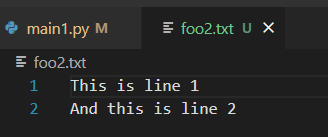 main1.py M
foo2.txt U
foo2.txt
1 This is line 1
2 And this is line 2